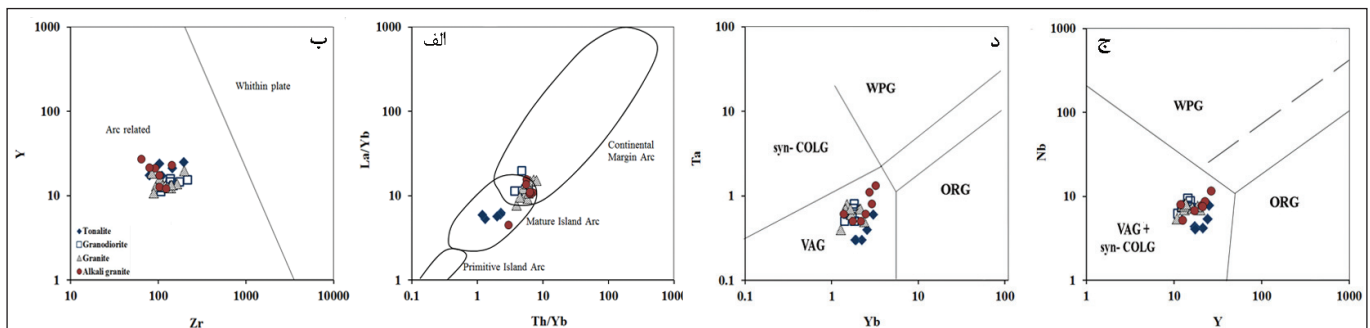 ب
1000
100
10
1
Y
Whithin plate
Arc related
Tonalite
Granodiorite
Granite
Alkali granite
10
100
1000
10000
Zr
الف
1000
100
10
1
La/Yb
Continental
Margin Arc
Mature Island Arc
Primitive Island Arc
0.1
1
10
100
1000
Th/Yb
د
100
10
1
0.1
Ta
WPG
syn- COLG
ORG
VAG
0.1
1
10
100
Yb
ج
1000
100
10
1
Nb
WPG
ORG
VAG +
syn- COLG
1
10
100
1000
Y